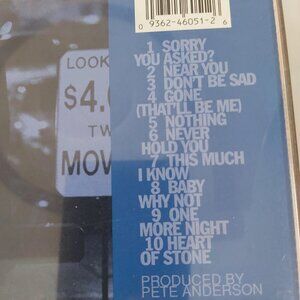 0 09362-46051-2 6
LOOK
$4.
TW
MOV
1 SORRY
YOU ASKED?
2 NEAR YOU
3 DON'T BE SAD
4 GONE
(THAT'LL BE ME)
5 NOTHING
6 NEVER
HOLD YOU
7 THIS MUCH
I KNOW
8 BABY
WHY NOT
9 ONE
MORE NIGHT
10 HEART
OF STONE
PRODUCED BY
PETE ANDERSON